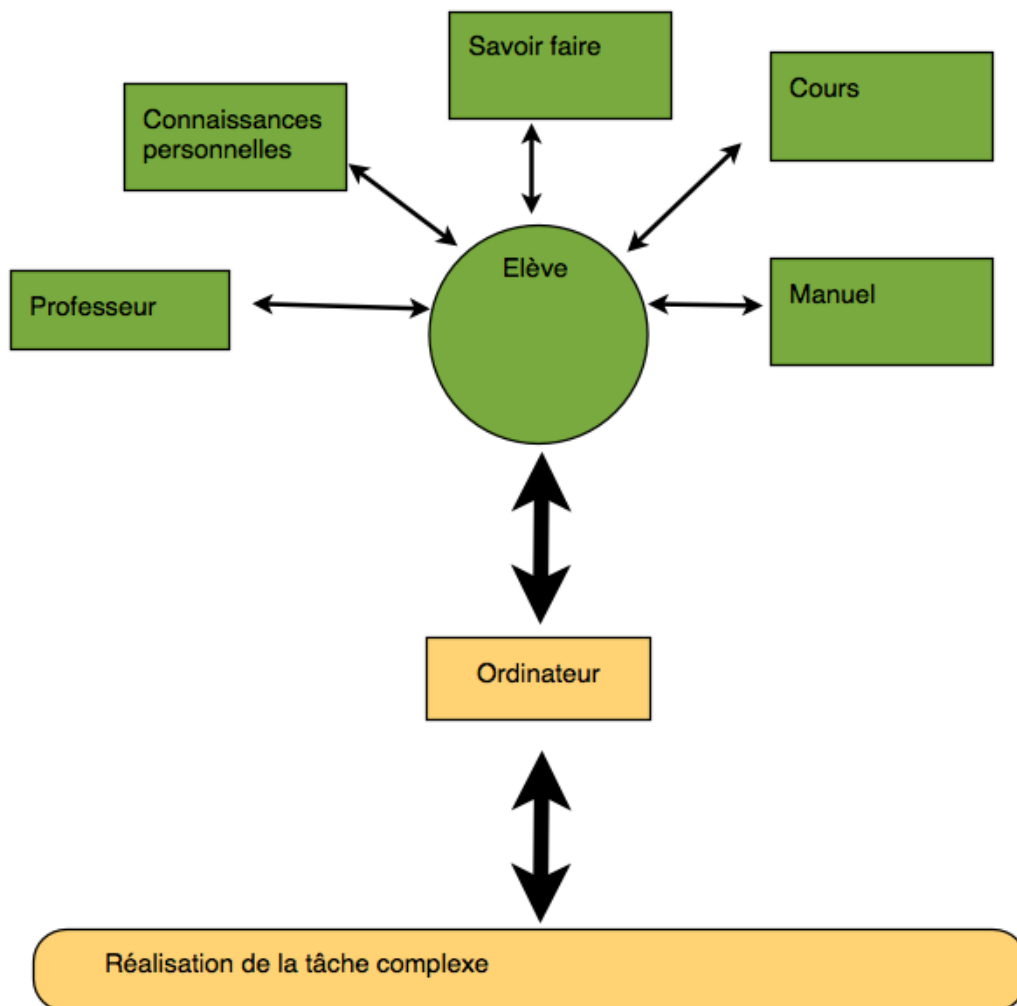 Savoir faire
Cours
Connaissances
personnelles
Elève
Professeur
Manuel
Ordinateur
Réalisation de la tâche complexe